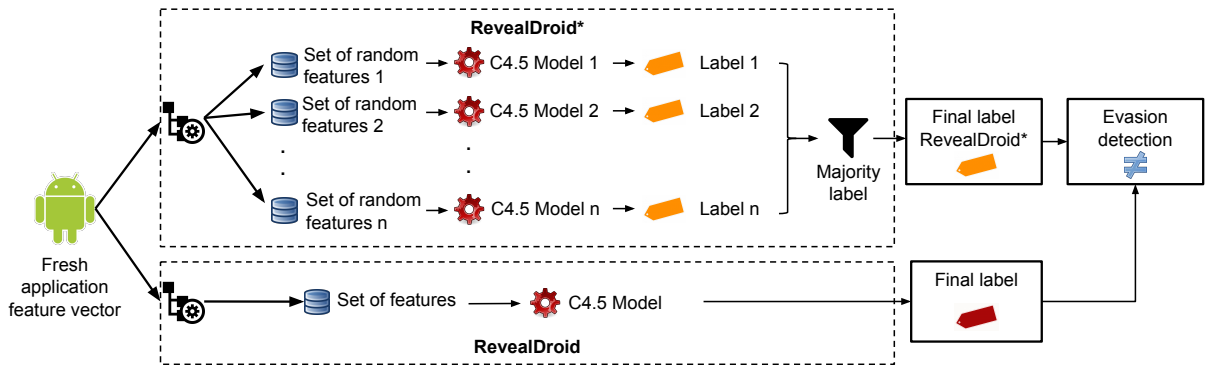 RevealDroid*
Set of random
features 1
C4.5 Model 1
Label 1
Set of random
features 2
C4.5 Model 2
Label 2
.
.
.
.
Set of random
features n
C4.5 Model n
Label n
Majority
label
Final label
RevealDroid*
Evasion
detection
Fresh
application
feature vector
Set of features
C4.5 Model
RevealDroid
Final label